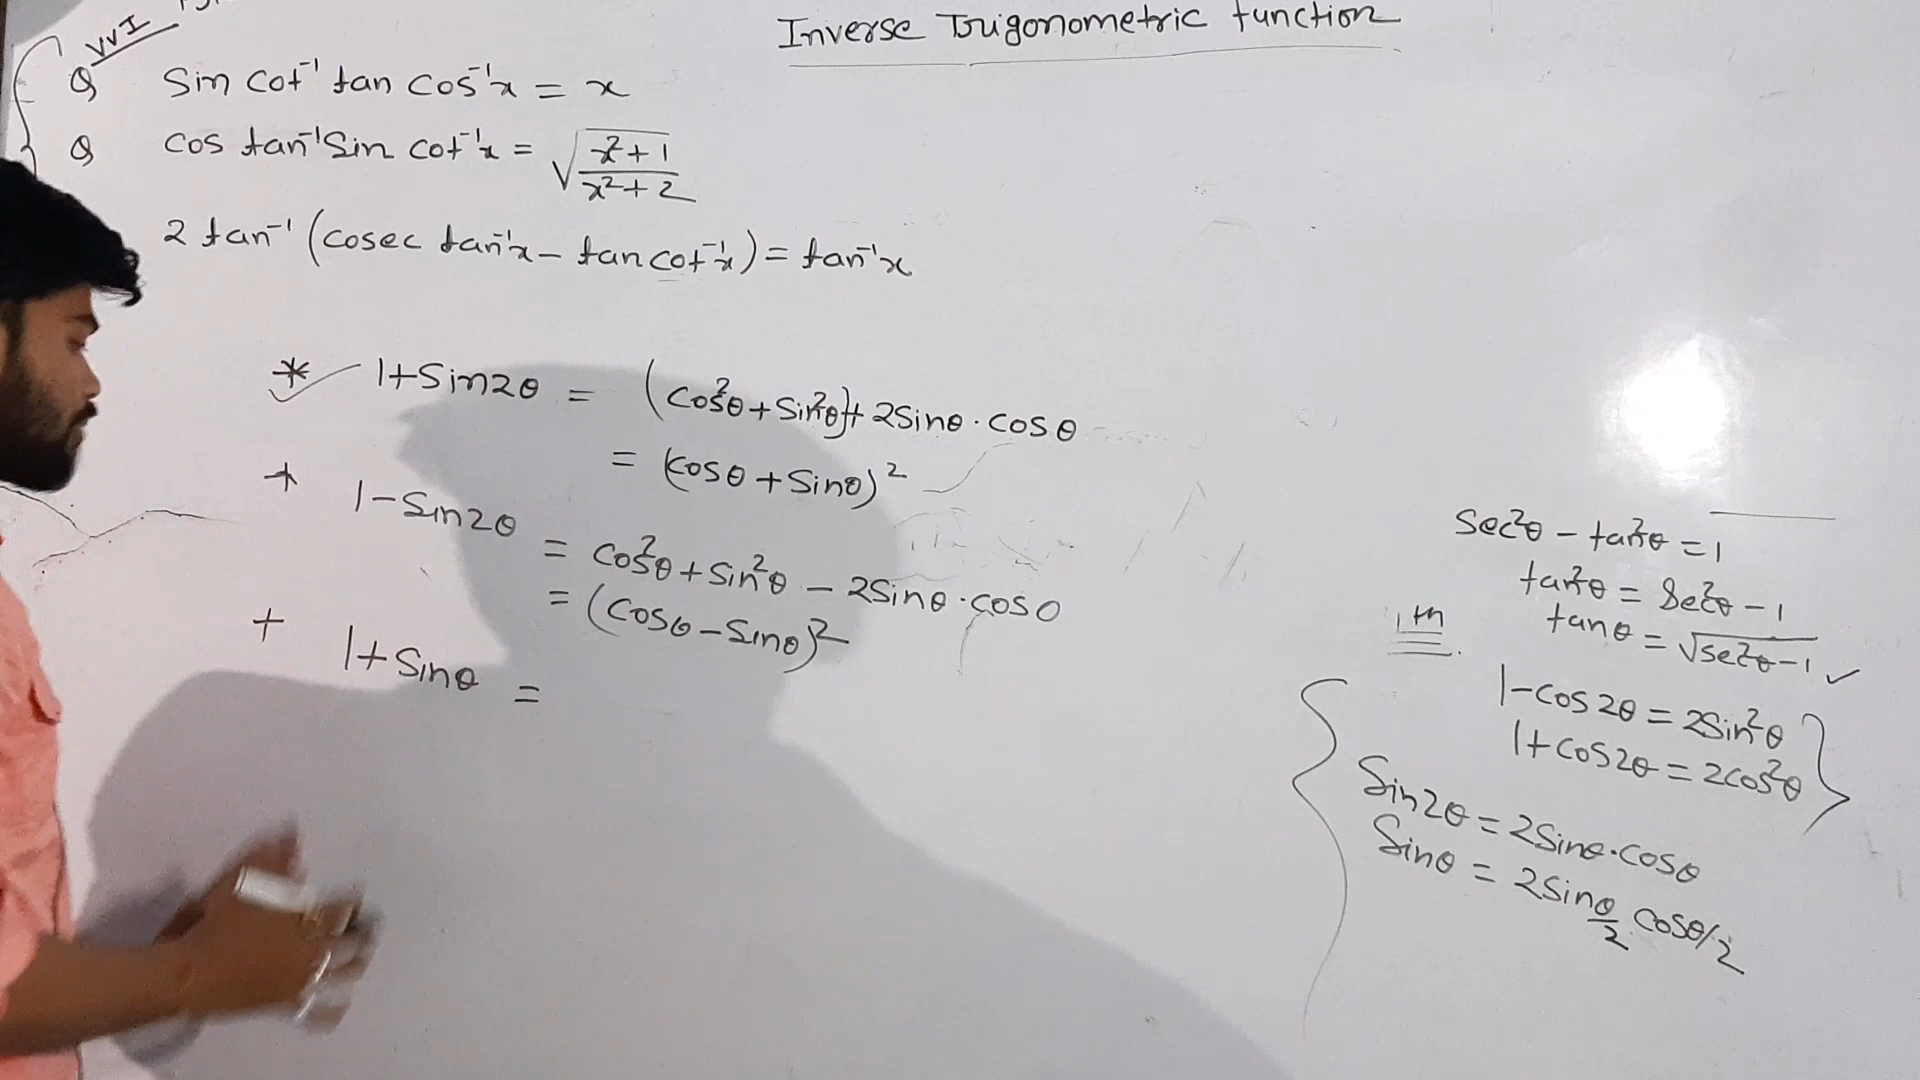 Inverse Trigonometric function
VVI
Q Sin cot⁻¹ tan cos⁻¹x = x
Q cos tan⁻¹ Sin cot⁻¹x = √((x²+1)/(x²+2))
2 tan⁻¹ (cosec tan⁻¹x - tan cot⁻¹x) = tan⁻¹x
* 1+Sin2θ = (cos²θ + Sin²θ) + 2Sinθ·cosθ
= (cosθ + Sinθ)²
+ 1-Sin2θ
= cos²θ + Sin²θ - 2Sinθ·cosθ
= (cosθ - Sinθ)²
+ 1+Sinθ =
Sec²θ - tan²θ = 1
tan²θ = Sec²θ - 1
tanθ = √(sec²θ-1) ✓
1-cos2θ = 2Sin²θ
1+cos2θ = 2cos²θ
Sin2θ = 2Sinθ·cosθ
Sinθ = 2Sin θ/2 cosθ/2